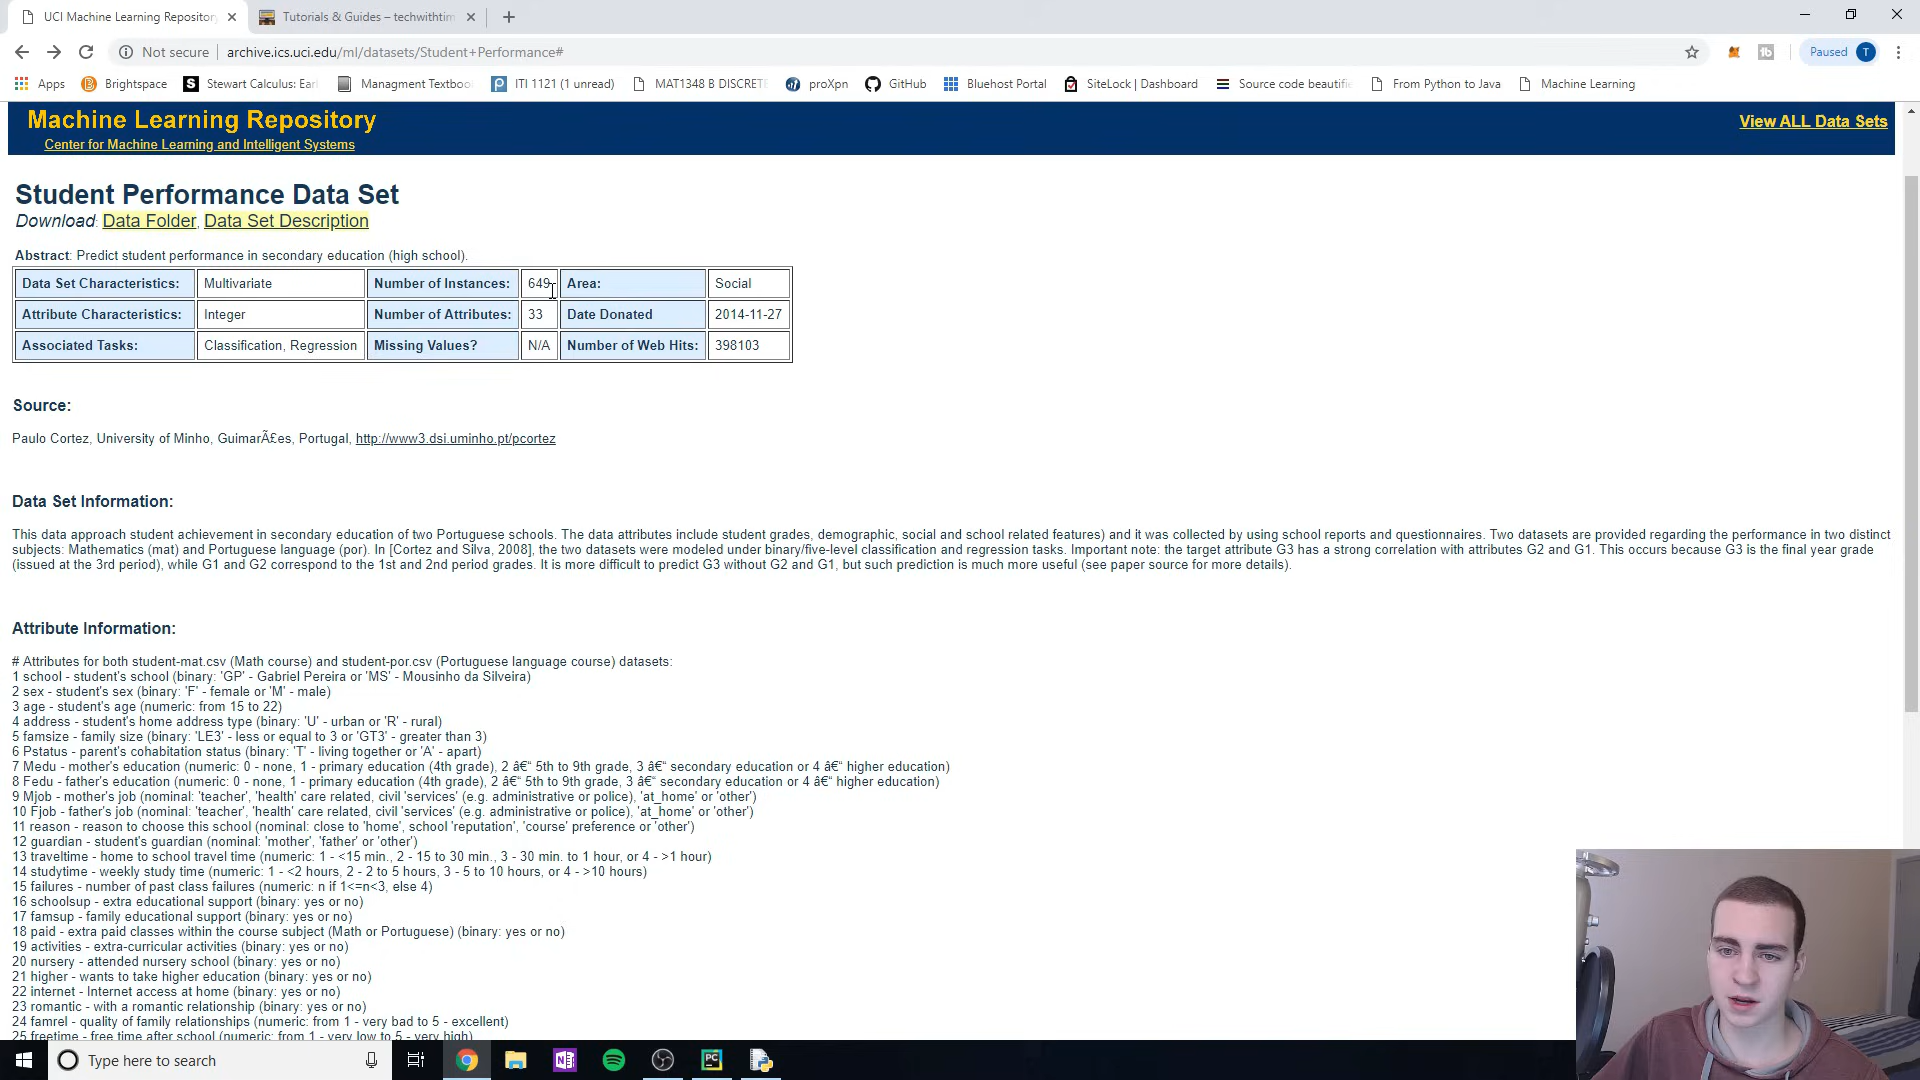 UCI Machine Learning Repository
Tutorials & Guides – techwithtim
Not secure
archive.ics.uci.edu/ml/datasets/Student+Performance#
Paused T
Apps
Brightspace
Stewart Calculus: Earl
Managment Textboo
ITI 1121 (1 unread)
MAT1348 B DISCRETE
proXpn
GitHub
Bluehost Portal
SiteLock | Dashboard
Source code beautifie
From Python to Java
Machine Learning
Machine Learning Repository
View ALL Data Sets
Center for Machine Learning and Intelligent Systems
Student Performance Data Set
Download: Data Folder, Data Set Description
Abstract: Predict student performance in secondary education (high school).
Data Set Characteristics: Multivariate Number of Instances: 649 Area: Social
Attribute Characteristics: Integer Number of Attributes: 33 Date Donated 2014-11-27
Associated Tasks: Classification, Regression Missing Values? N/A Number of Web Hits: 398103
Source:
Paulo Cortez, University of Minho, GuimarÃ£es, Portugal, http://www3.dsi.uminho.pt/pcortez
Data Set Information:
This data approach student achievement in secondary education of two Portuguese schools. The data attributes include student grades, demographic, social and school related features) and it was collected by using school reports and questionnaires. Two datasets are provided regarding the performance in two distinct
subjects: Mathematics (mat) and Portuguese language (por). In [Cortez and Silva, 2008], the two datasets were modeled under binary/five-level classification and regression tasks. Important note: the target attribute G3 has a strong correlation with attributes G2 and G1. This occurs because G3 is the final year grade
(issued at the 3rd period), while G1 and G2 correspond to the 1st and 2nd period grades. It is more difficult to predict G3 without G2 and G1, but such prediction is much more useful (see paper source for more details).
Attribute Information:
# Attributes for both student-mat.csv (Math course) and student-por.csv (Portuguese language course) datasets:
1 school - student's school (binary: 'GP' - Gabriel Pereira or 'MS' - Mousinho da Silveira)
2 sex - student's sex (binary: 'F' - female or 'M' - male)
3 age - student's age (numeric: from 15 to 22)
4 address - student's home address type (binary: 'U' - urban or 'R' - rural)
5 famsize - family size (binary: 'LE3' - less or equal to 3 or 'GT3' - greater than 3)
6 Pstatus - parent's cohabitation status (binary: 'T' - living together or 'A' - apart)
7 Medu - mother's education (numeric: 0 - none, 1 - primary education (4th grade), 2 â€“ 5th to 9th grade, 3 â€“ secondary education or 4 â€“ higher education)
8 Fedu - father's education (numeric: 0 - none, 1 - primary education (4th grade), 2 â€“ 5th to 9th grade, 3 â€“ secondary education or 4 â€“ higher education)
9 Mjob - mother's job (nominal: 'teacher', 'health' care related, civil 'services' (e.g. administrative or police), 'at_home' or 'other')
10 Fjob - father's job (nominal: 'teacher', 'health' care related, civil 'services' (e.g. administrative or police), 'at_home' or 'other')
11 reason - reason to choose this school (nominal: close to 'home', school 'reputation', 'course' preference or 'other')
12 guardian - student's guardian (nominal: 'mother', 'father' or 'other')
13 traveltime - home to school travel time (numeric: 1 - <15 min., 2 - 15 to 30 min., 3 - 30 min. to 1 hour, or 4 - >1 hour)
14 studytime - weekly study time (numeric: 1 - <2 hours, 2 - 2 to 5 hours, 3 - 5 to 10 hours, or 4 - >10 hours)
15 failures - number of past class failures (numeric: n if 1<=n<3, else 4)
16 schoolsup - extra educational support (binary: yes or no)
17 famsup - family educational support (binary: yes or no)
18 paid - extra paid classes within the course subject (Math or Portuguese) (binary: yes or no)
19 activities - extra-curricular activities (binary: yes or no)
20 nursery - attended nursery school (binary: yes or no)
21 higher - wants to take higher education (binary: yes or no)
22 internet - Internet access at home (binary: yes or no)
23 romantic - with a romantic relationship (binary: yes or no)
24 famrel - quality of family relationships (numeric: from 1 - very bad to 5 - excellent)
25 freetime - free time after school (numeric: from 1 - very low to 5 - very high)
Type here to search